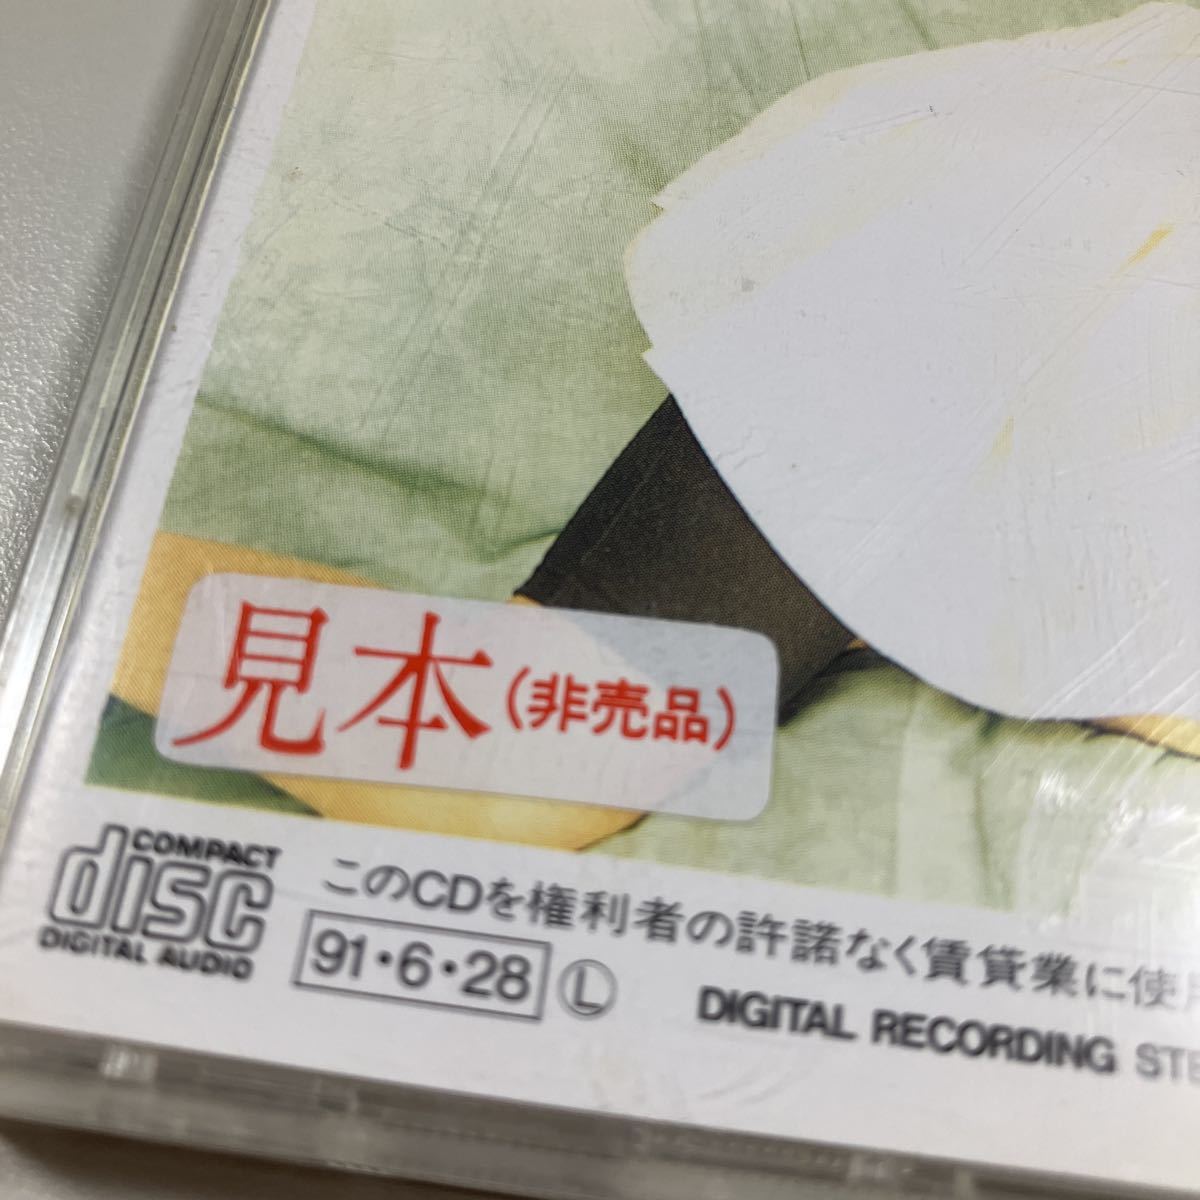 見本(非売品)
COMPACT
disc
DIGITAL AUDIO
このCDを権利者の許諾なく賃貸業に使用
91・6・28 Ⓛ
DIGITAL RECORDING